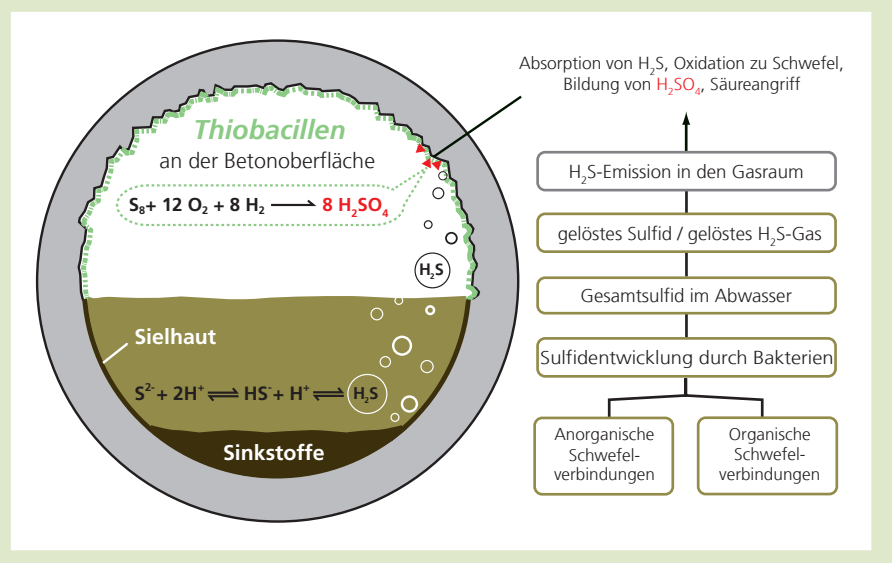 Absorption von H₂S, Oxidation zu Schwefel,
Bildung von H₂SO₄, Säureangriff
Thiobacillen
an der Betonoberfläche
S₈+ 12 O₂ + 8 H₂ ⟶ 8 H₂SO₄
H₂S
Sielhaut
S²⁻ + 2H⁺ ⇌ HS⁻ + H⁺ ⇌ H₂S
Sinkstoffe
H₂S-Emission in den Gasraum
gelöstes Sulfid / gelöstes H₂S-Gas
Gesamtsulfid im Abwasser
Sulfidentwicklung durch Bakterien
Anorganische
Schwefel-
verbindungen
Organische
Schwefel-
verbindungen